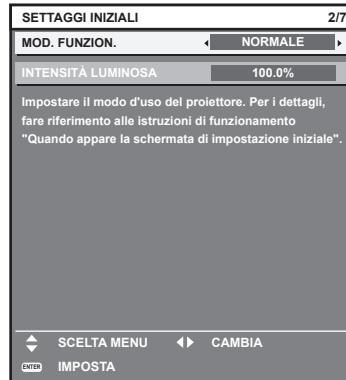 SETTAGGI INIZIALI 2/7
MOD. FUNZION. NORMALE
INTENSITÀ LUMINOSA 100.0%
Impostare il modo d'uso del proiettore. Per i dettagli,
fare riferimento alle istruzioni di funzionamento
"Quando appare la schermata di impostazione iniziale".
SCELTA MENU CAMBIA
ENTER IMPOSTA